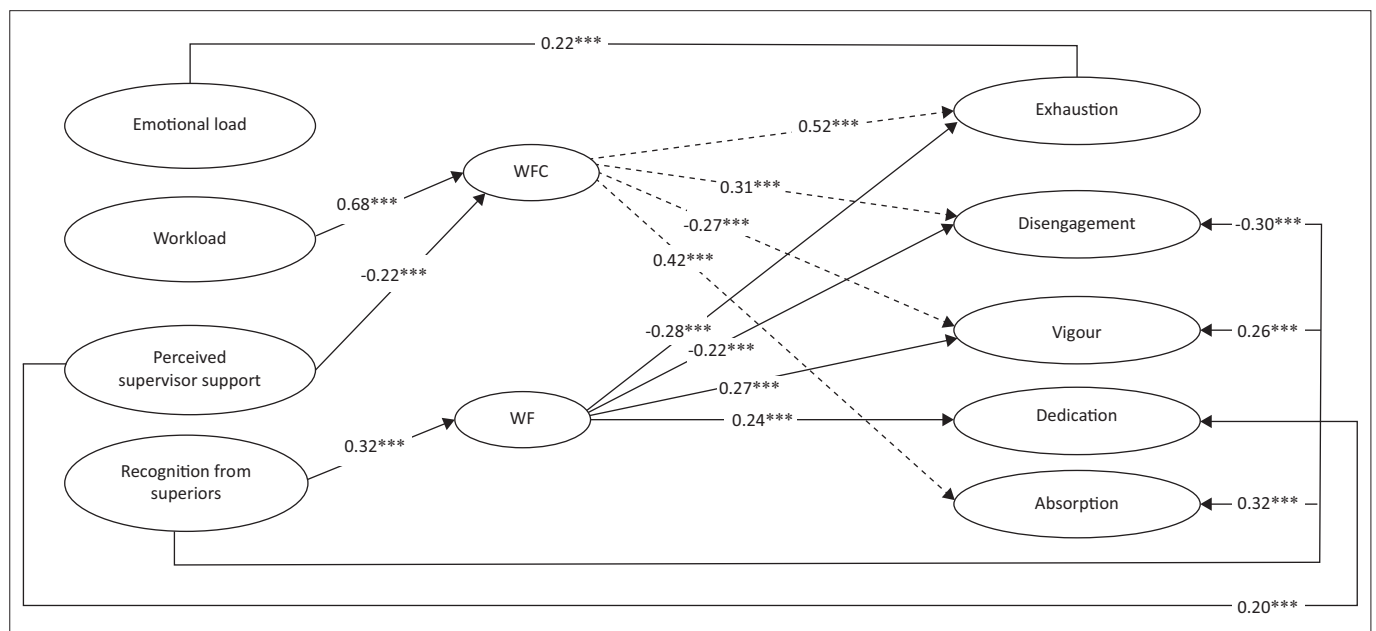 0.22***
Emotional load
Exhaustion
0.52***
WFC
0.31***
0.68***
Workload
-0.27***
Disengagement
-0.30***
0.42***
-0.22***
-0.28***
Vigour
0.26***
-0.22***
Perceived
supervisor support
0.27***
WF
0.24***
Dedication
0.32***
Recognition from
superiors
Absorption
0.32***
0.20***